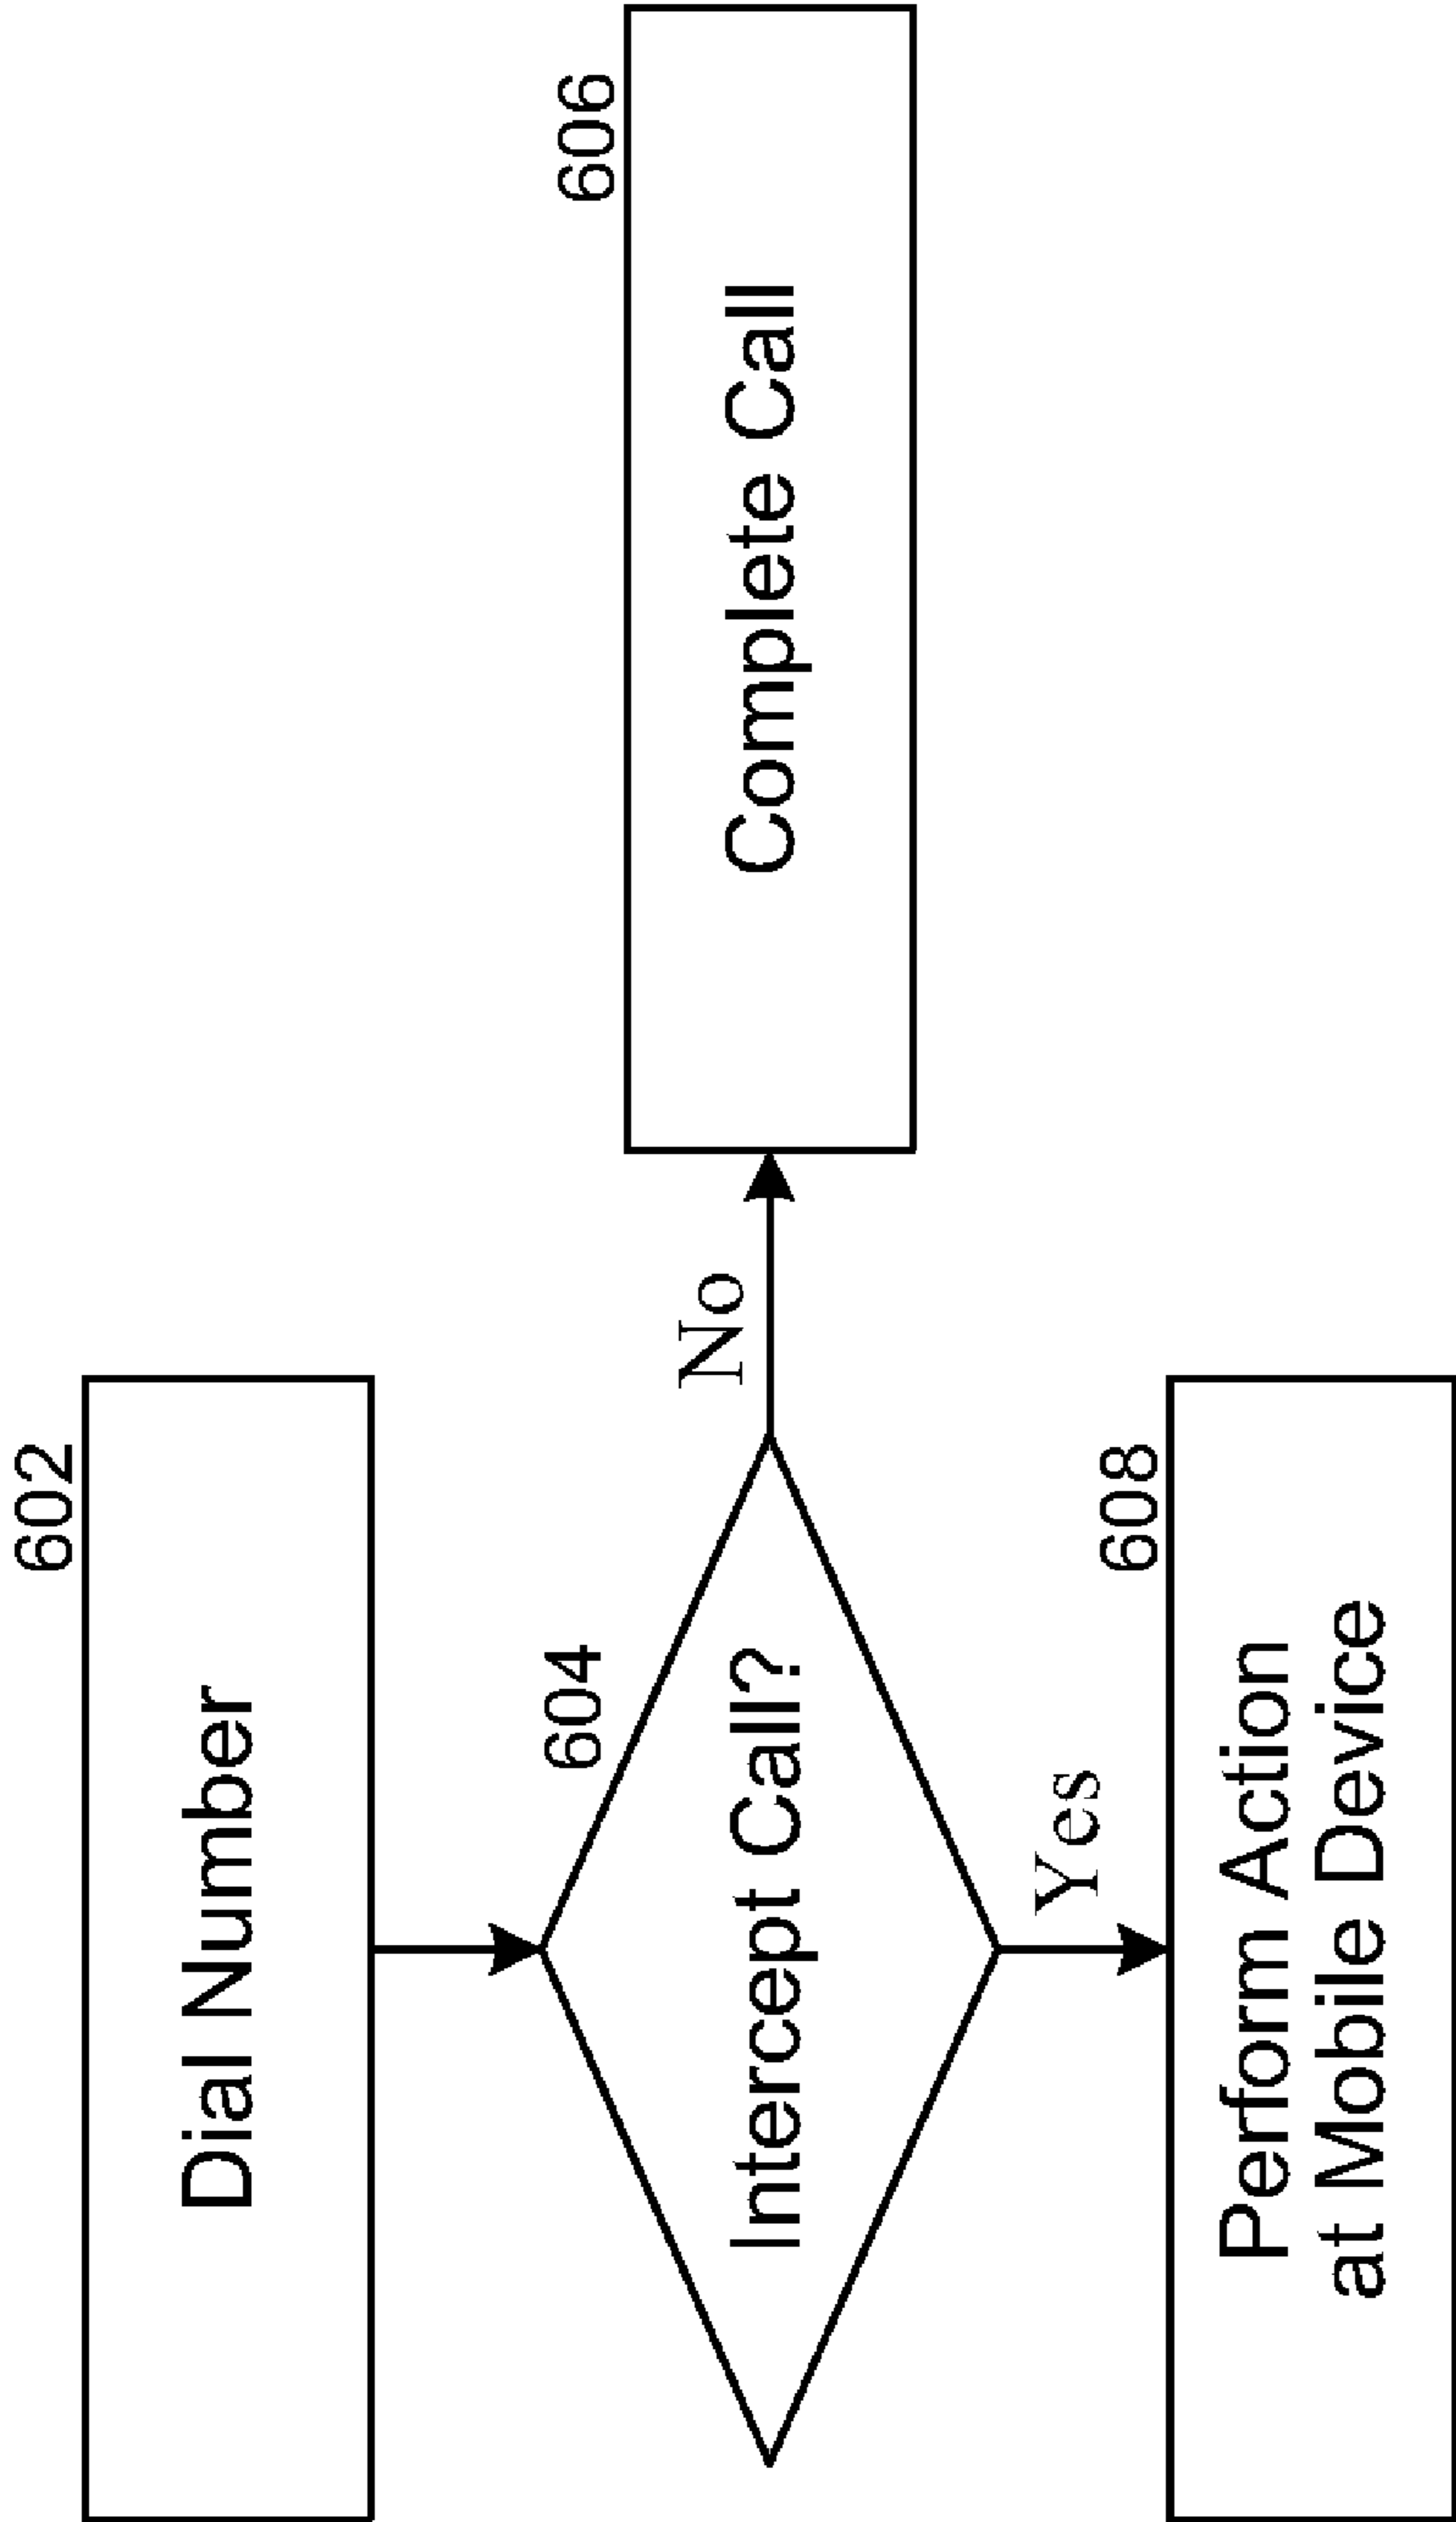 602
Dial Number
604
Intercept Call?
No
606
Complete Call
Yes
608
Perform Action
at Mobile Device